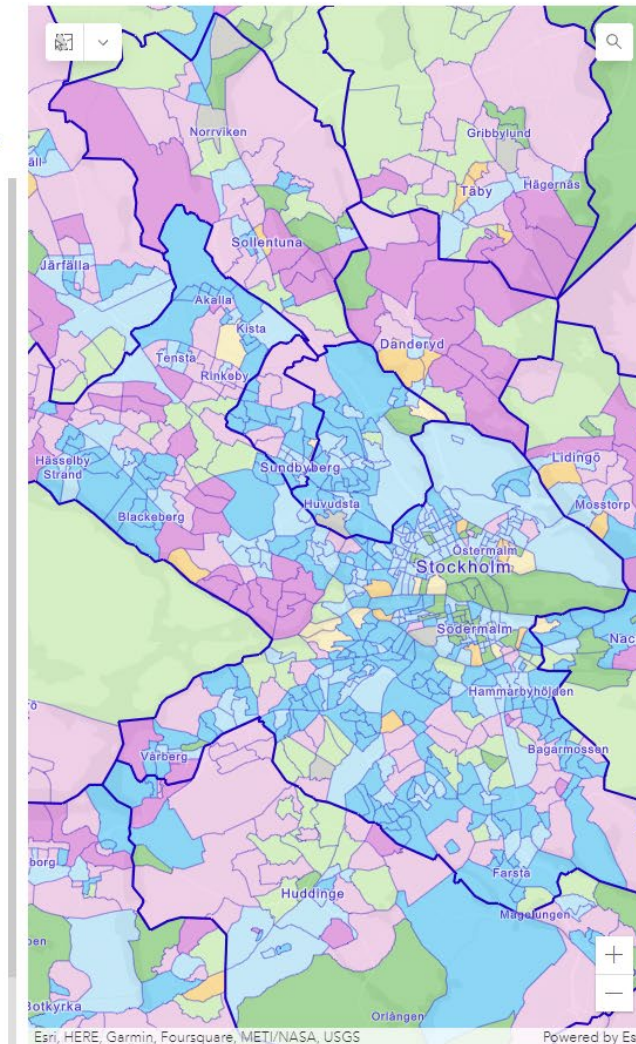 Norrviken
Gribbylund
Täby
Hägernäs
äll
Sollentuna
Järfälla
Akalla
Kista
Danderyd
Tensta
Rinkeby
Hässelby
Strand
Sundbyberg
Lidingö
Huvudsta
Mosstorp
Blackeberg
Östermalm
Stockholm
Södermalm
Nac
Hammarbyhöjden
Bagarmossen
Vårberg
borg
Farsta
Huddinge
Magelungen
Botkyrka
Orlången
Esri, HERE, Garmin, Foursquare, METI/NASA, USGS
Powered by Es